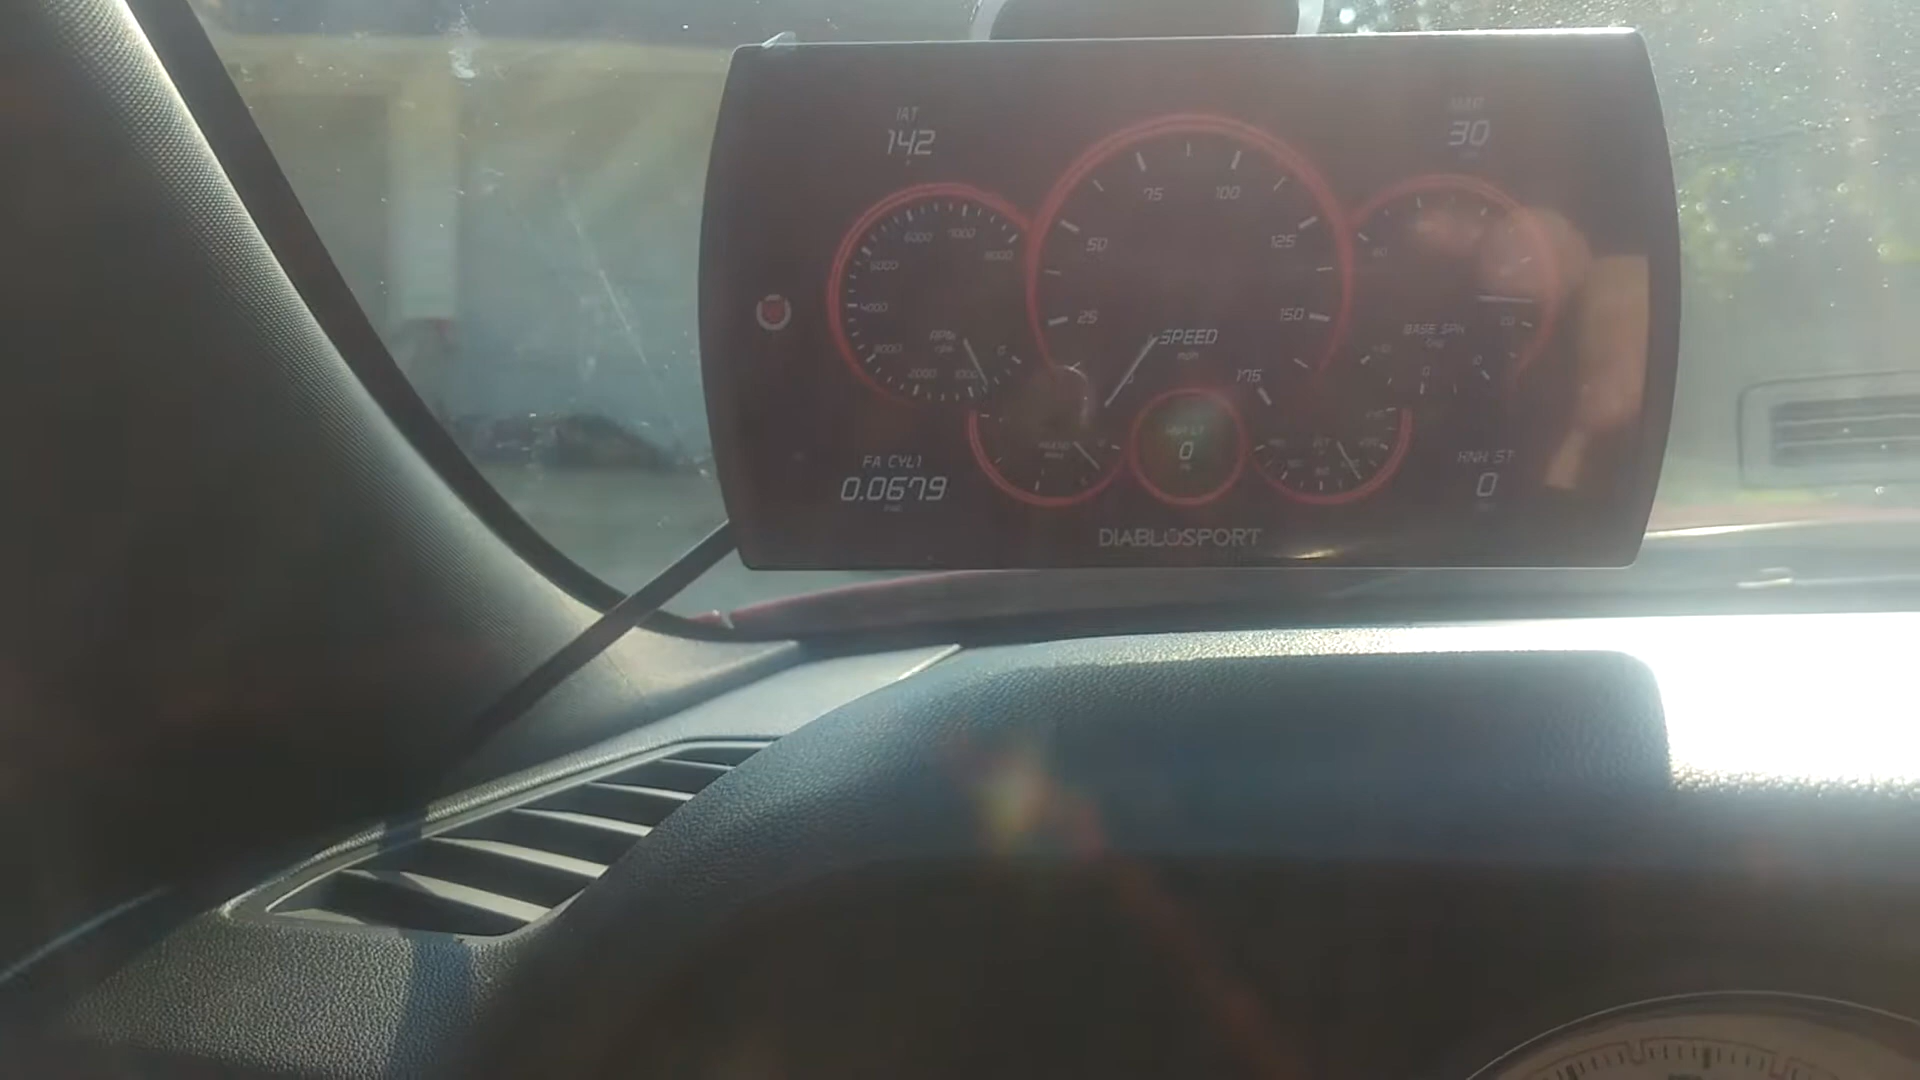 IAT
142
MAP
30
75
100
50
125
25
150
SPEED
mph
175
6000
7000
8000
5000
4000
3000
2000
1000
RPM
0
BASE SPK
FA CYL1
0.0679
0
KNK ST
0
DIABLOSPORT